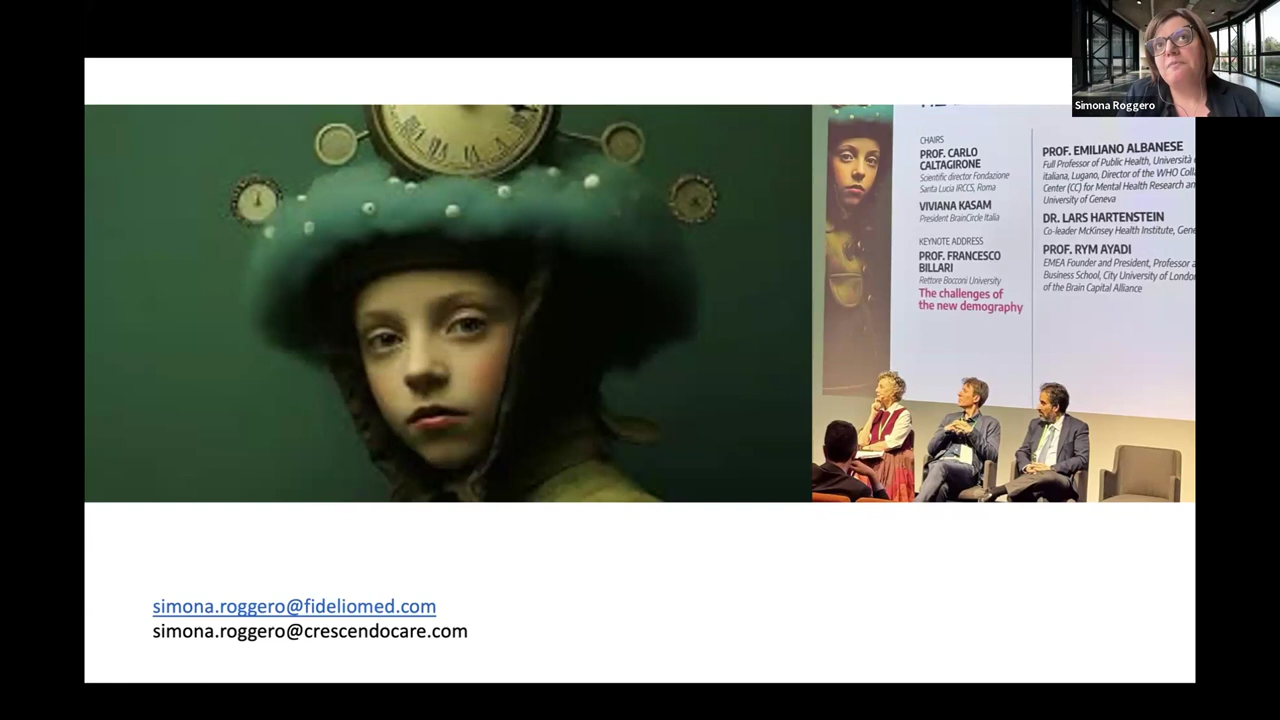 Simona Roggero
CHAIRS
PROF. CARLO
CALTAGIRONE
Scientific director Fondazione
Santa Lucia IRCCS, Roma
VIVIANA KASAM
President BrainCircle Italia
KEYNOTE ADDRESS
PROF. FRANCESCO
BILLARI
Rettore Bocconi University
The challenges of
the new demography
PROF. EMILIANO ALBANESE
Full Professor of Public Health, Università
italiana, Lugano, Director of the WHO
Center (CC) for Mental Health Research
University of Geneva
DR. LARS HARTENSTEIN
Co-leader McKinsey Health Institute,
PROF. RYM AYADI
EMEA Founder and President, Professor
Business School, City University of London
of the Brain Capital Alliance
simona.roggero@fideliomed.com
simona.roggero@crescendocare.com